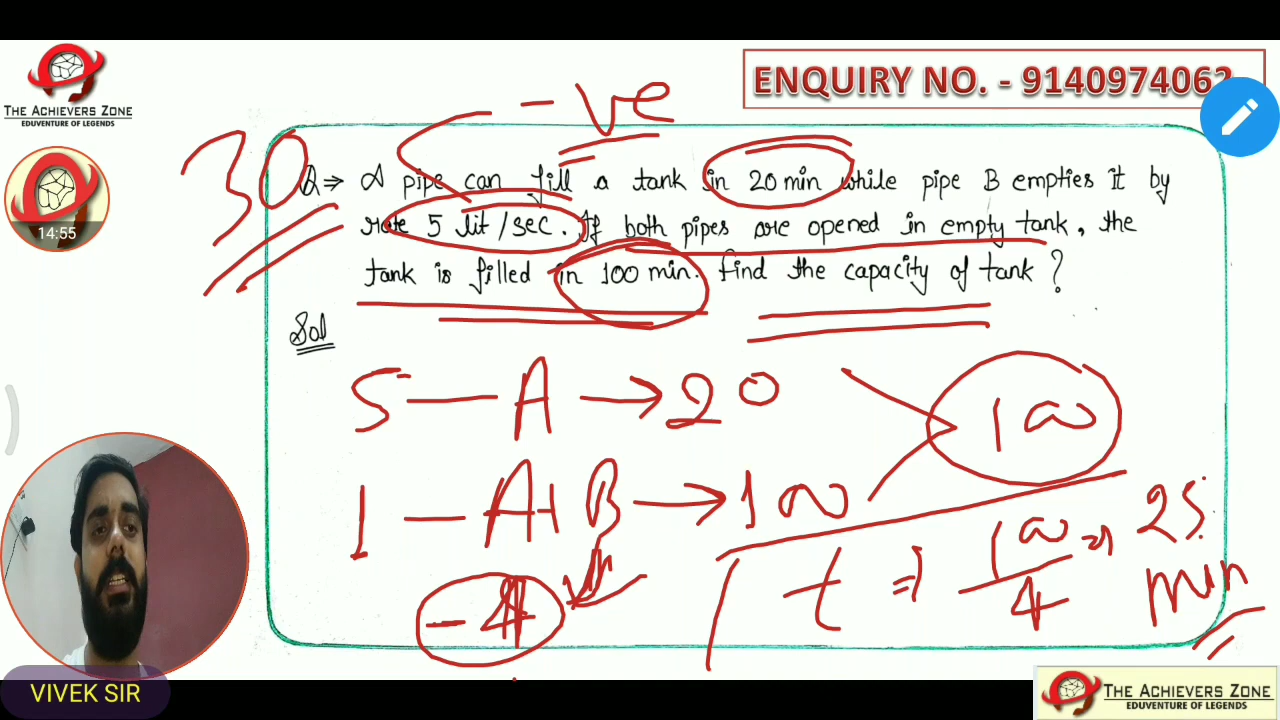 THE ACHIEVERS ZONE
EDUVENTURE OF LEGENDS
ENQUIRY NO. - 9140974063
14:55
30
- ve
Q⇒ A pipe can fill a tank in 20 min while pipe B empties it by
rate 5 lit/sec. If both pipes are opened in empty tank, the
tank is filled in 100 min. Find the capacity of tank?
Sol
5 — A → 20
100
1 — A+B → 100
- 4
t ⇒ 100/4 ⇒ 25
min
VIVEK SIR
THE ACHIEVERS ZONE
EDUVENTURE OF LEGENDS